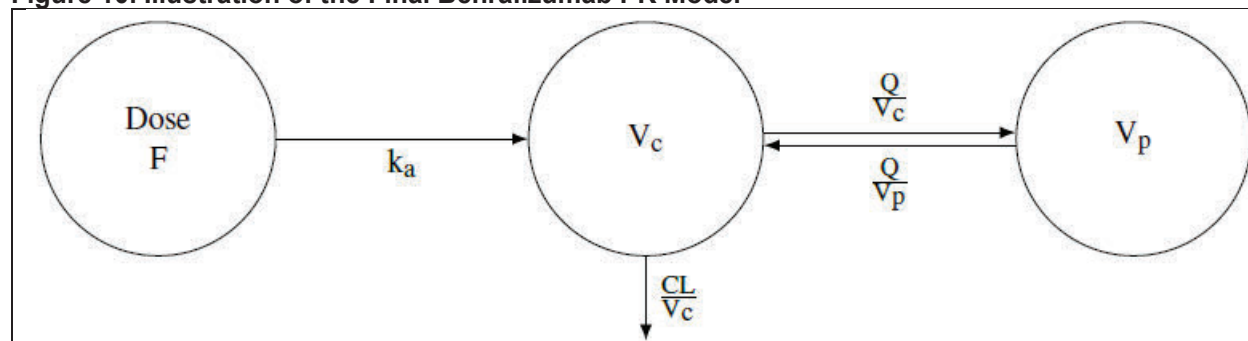 Figure 10. Illustration of the Final Benralizumab PK Model
Dose
F
k_a
V_c
Q
V_c
Q
V_p
V_p
CL
V_c